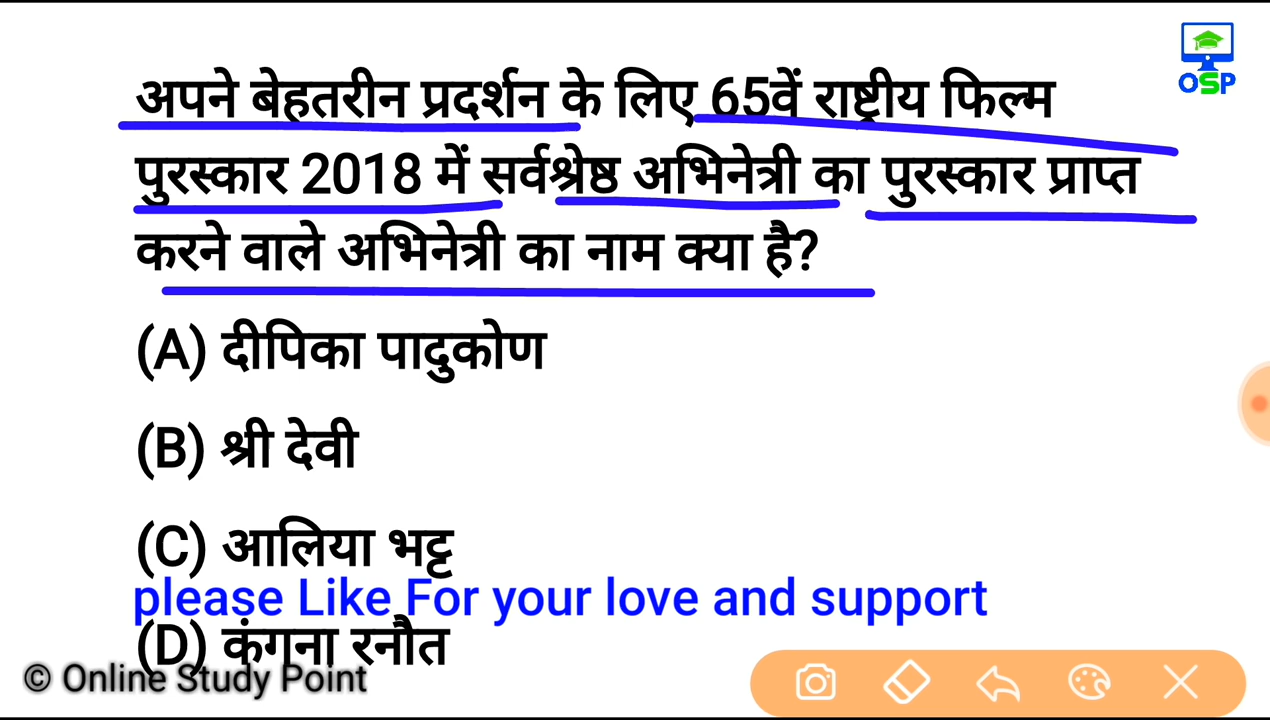 OSP
अपने बेहतरीन प्रदर्शन के लिए 65वें राष्ट्रीय फिल्म
पुरस्कार 2018 में सर्वश्रेष्ठ अभिनेत्री का पुरस्कार प्राप्त
करने वाले अभिनेत्री का नाम क्या है?
(A) दीपिका पादुकोण
(B) श्री देवी
(C) आलिया भट्ट
please Like For your love and support
(D) कंगना रनौत
© Online Study Point